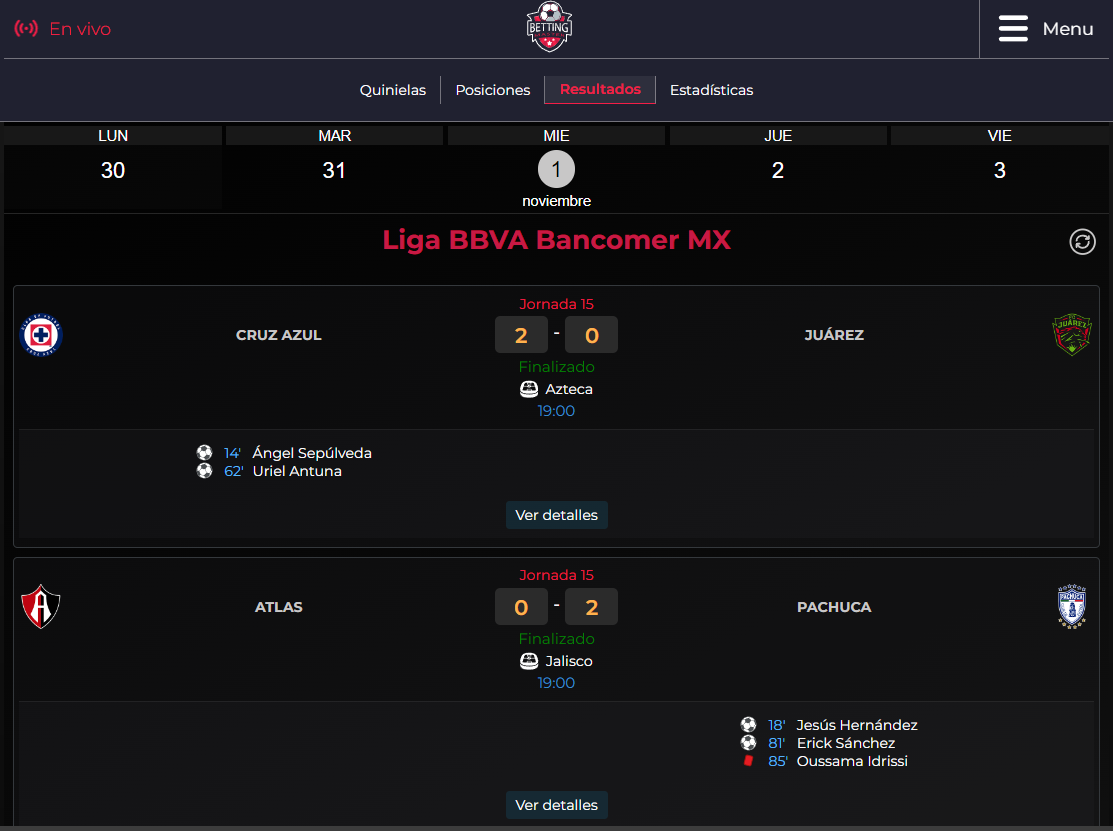 En vivo
BETTING
Menu
Quinielas
Posiciones
Resultados
Estadísticas
LUN
MAR
MIE
JUE
VIE
30
31
1
2
3
noviembre
Liga BBVA Bancomer MX
Jornada 15
CRUZ AZUL
2 - 0
JUÁREZ
JUÁREZ
Finalizado
Azteca
19:00
14' Ángel Sepúlveda
62' Uriel Antuna
Ver detalles
Jornada 15
ATLAS
0 - 2
PACHUCA
PACHUCA
Finalizado
Jalisco
19:00
18' Jesús Hernández
81' Erick Sánchez
85' Oussama Idrissi
Ver detalles